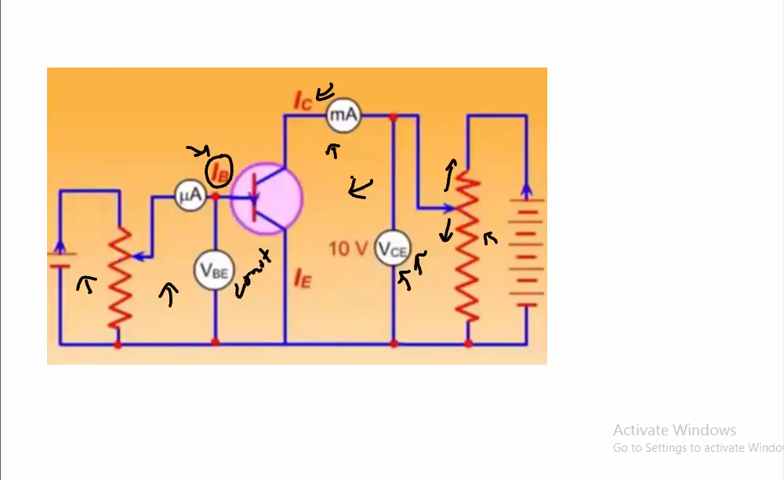 IC
mA
IB
μA
VBE
const
IE
10 V
VCE
Activate Windows
Go to Settings to activate Windo